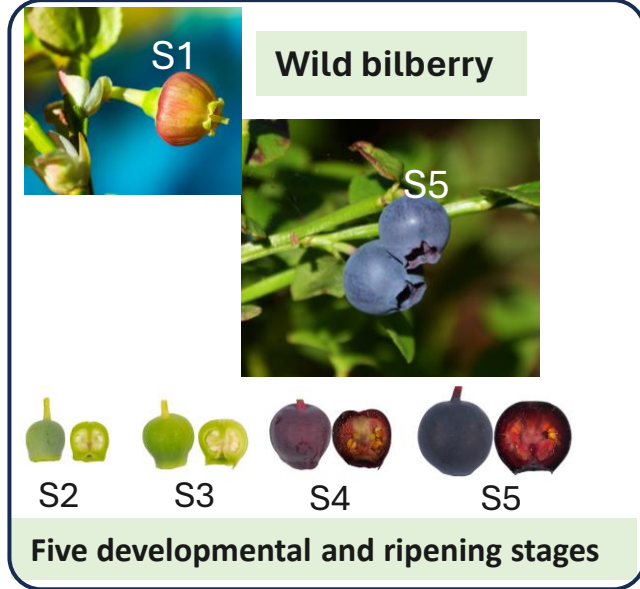 S1
Wild bilberry
S5
S2
S3
S4
S5
Five developmental and ripening stages